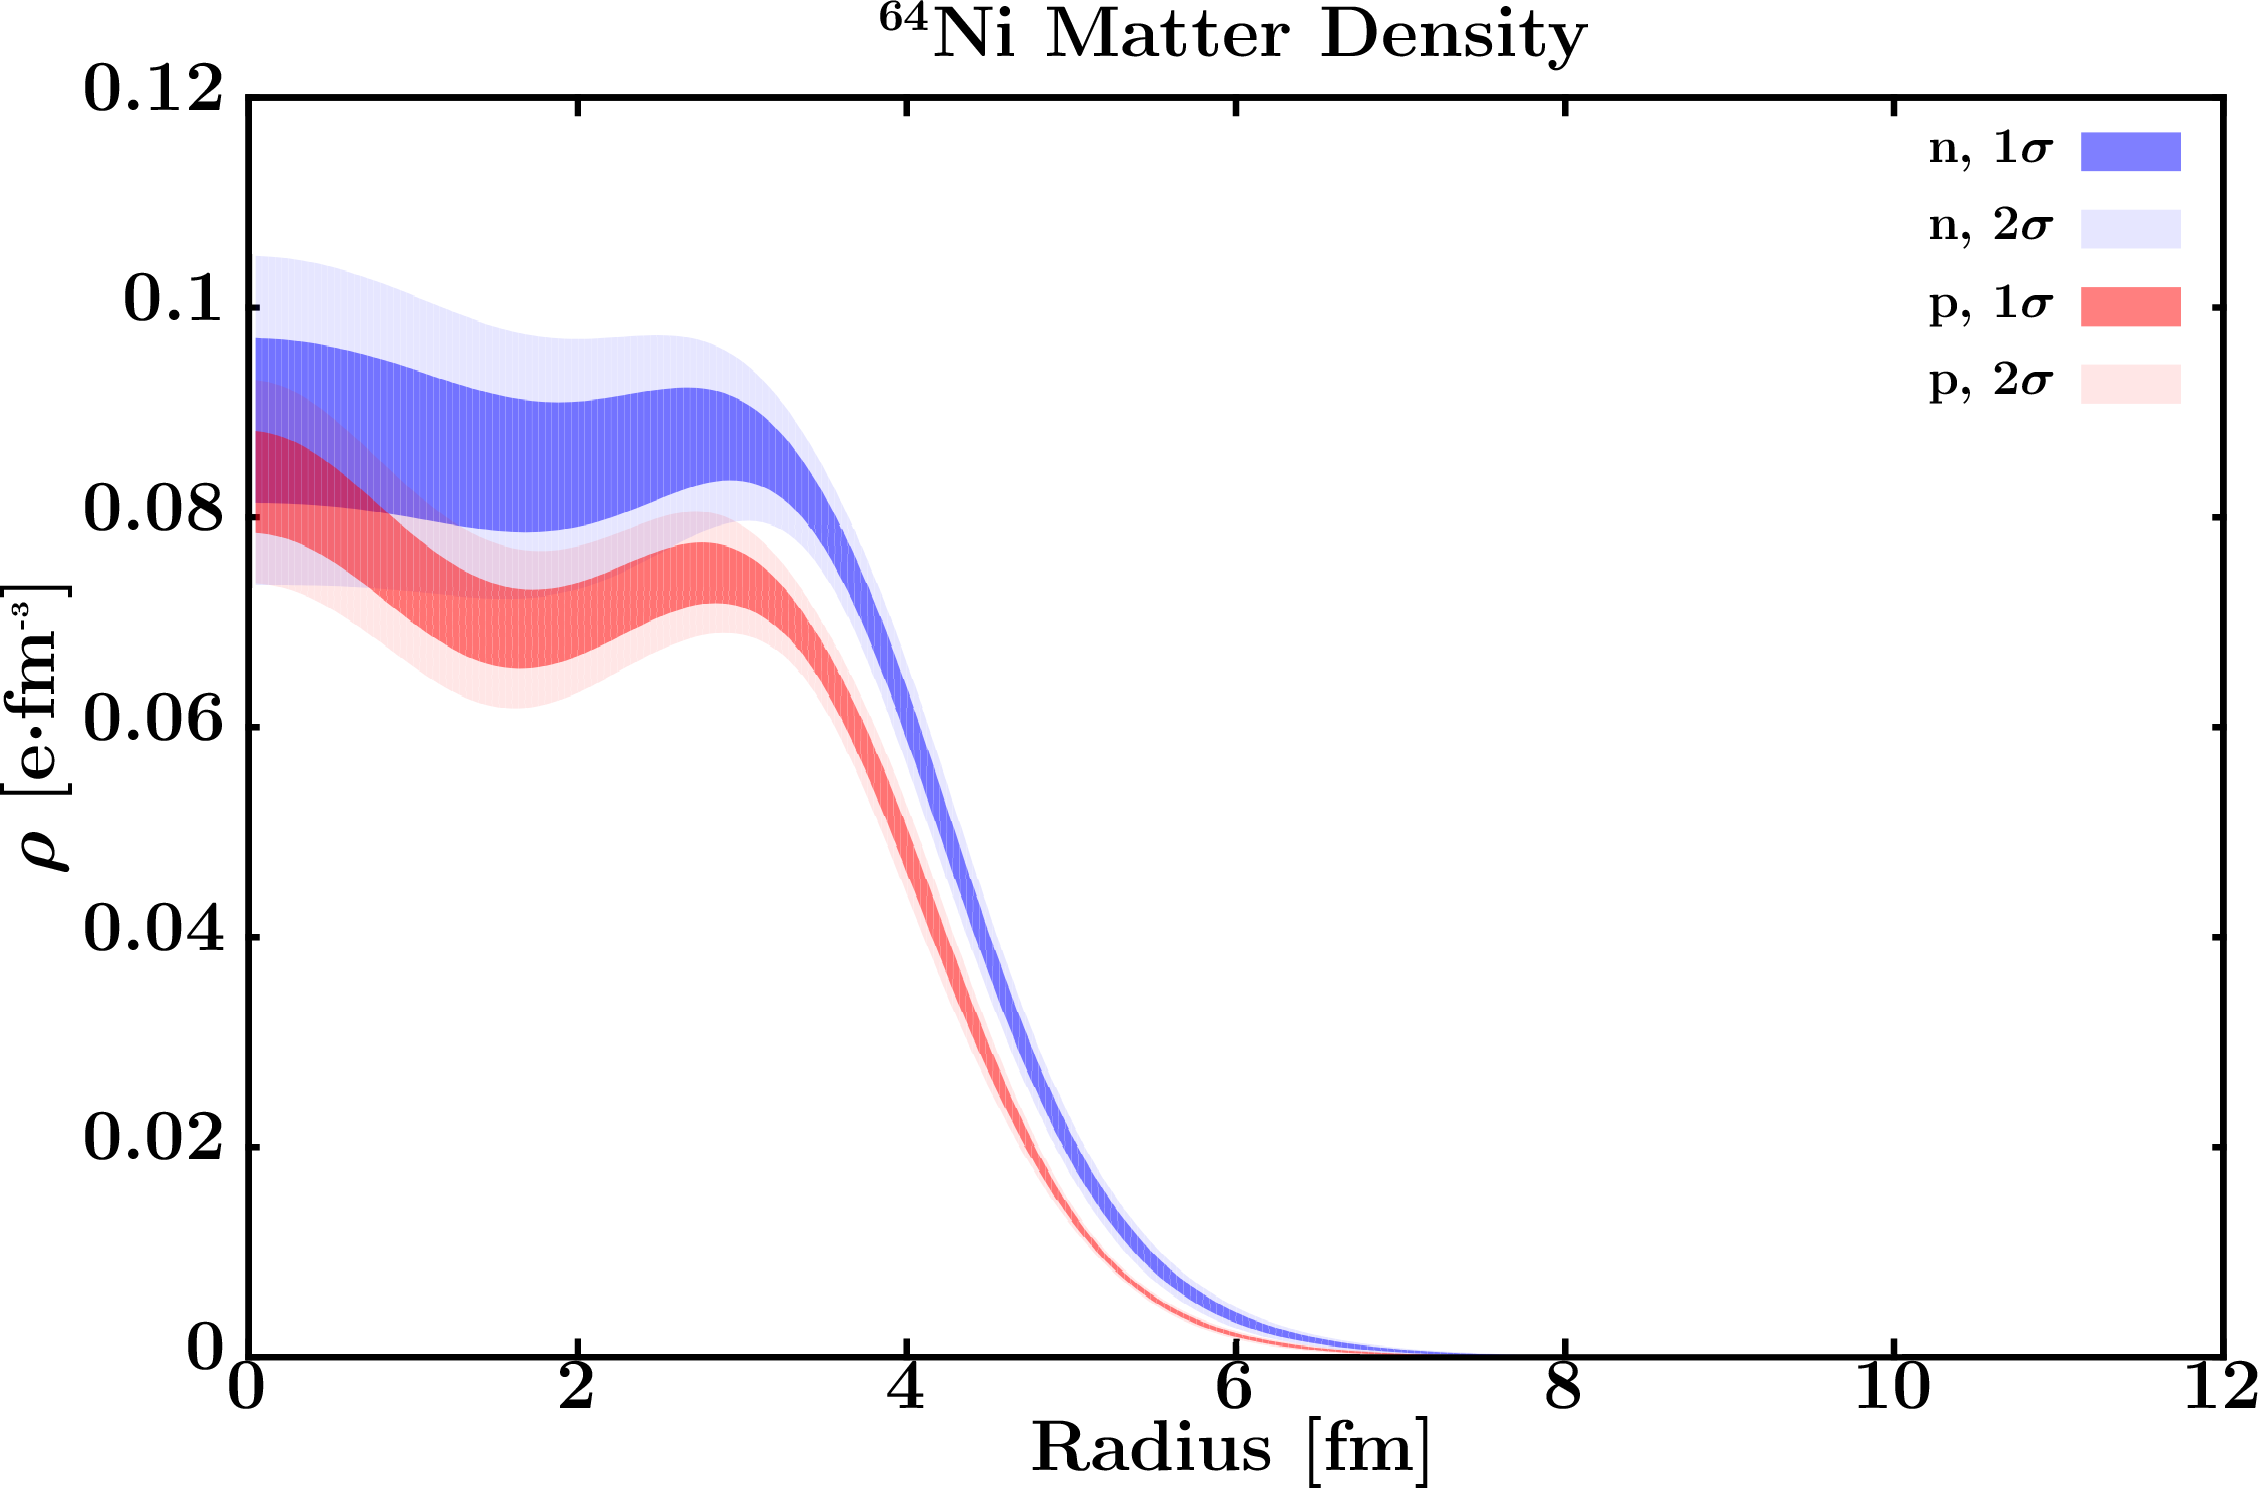 ⁶⁴Ni Matter Density
0.12
0.1
0.08
0.06
0.04
0.02
0
ρ [e·fm⁻³]
n, 1σ
n, 2σ
p, 1σ
p, 2σ
0 2 4 6 8 10 12
Radius [fm]